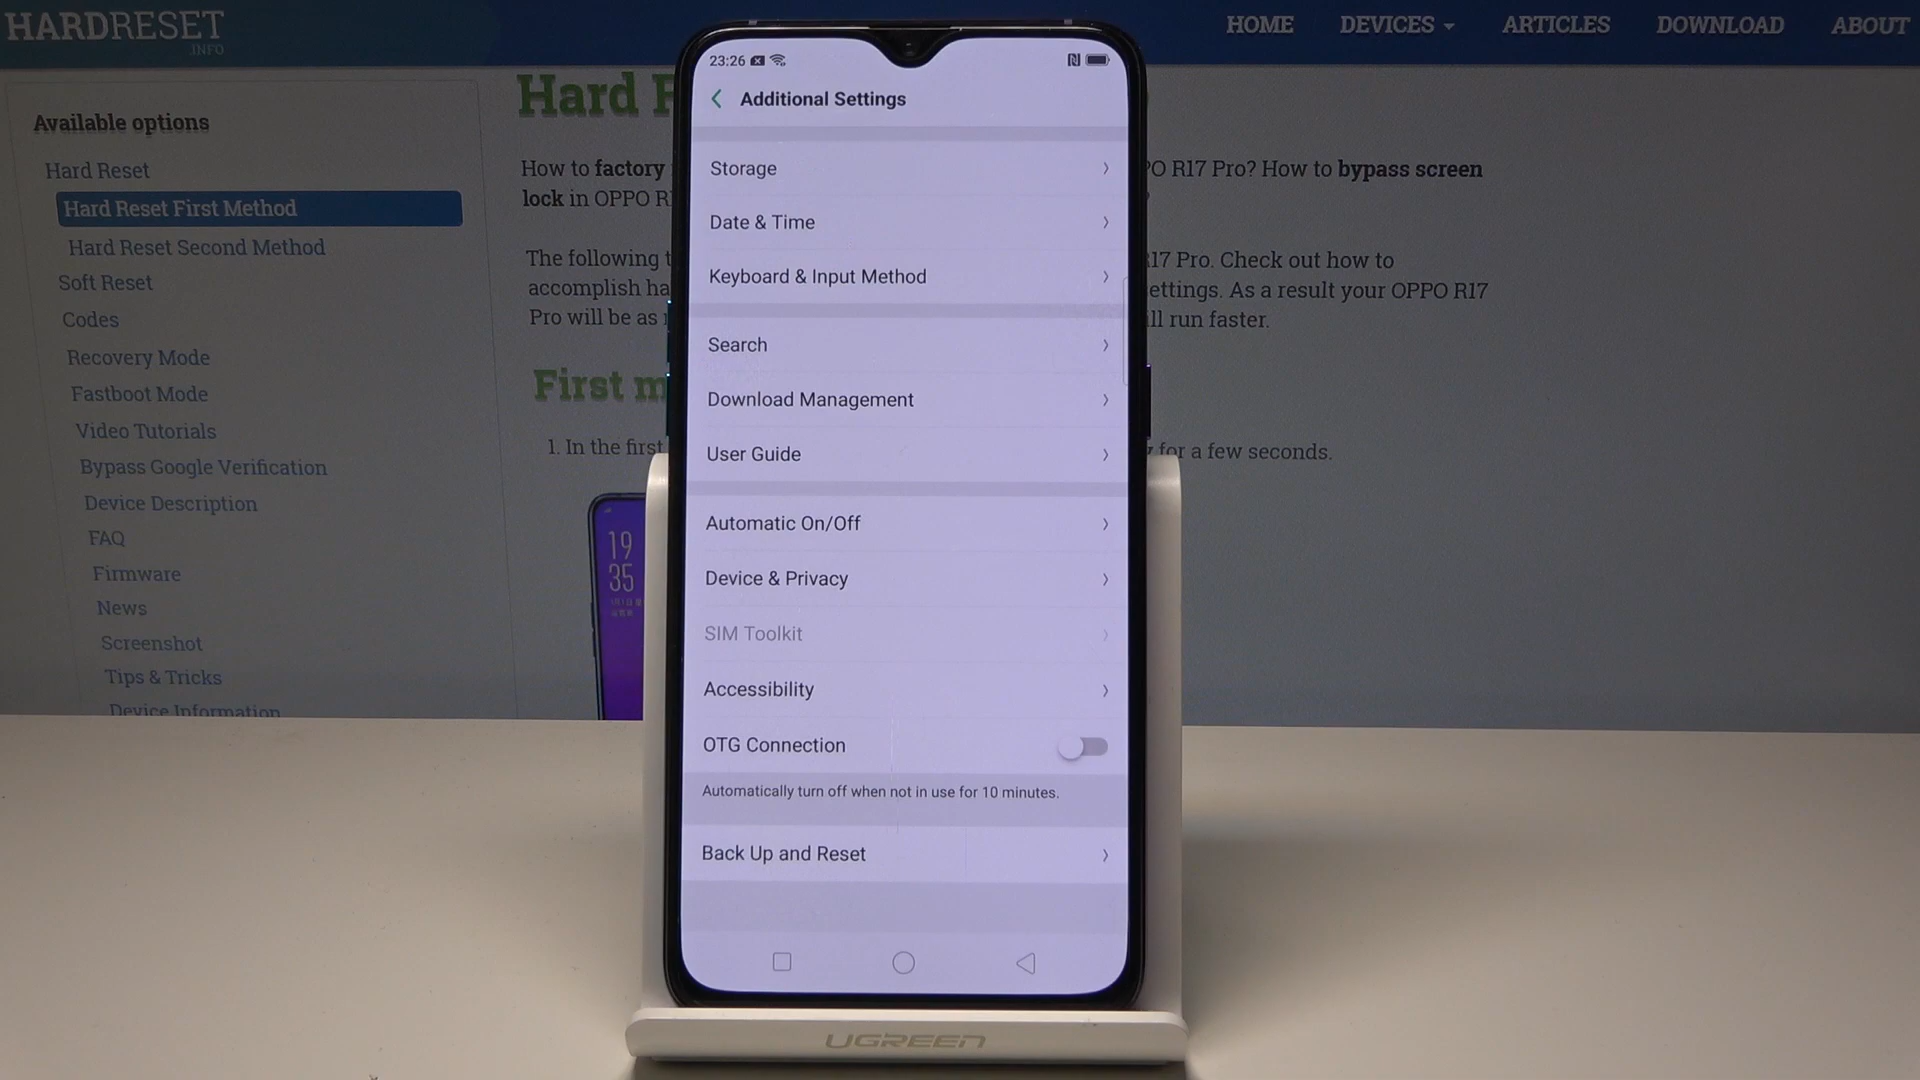 HARDRESET
.INFO
HOME
DEVICES
ARTICLES
DOWNLOAD
ABOUT
Available options
Hard Reset
Hard Reset First Method
Hard Reset Second Method
Soft Reset
Codes
Recovery Mode
Fastboot Mode
Video Tutorials
Bypass Google Verification
Device Description
FAQ
Firmware
News
Screenshot
Tips & Tricks
Device Information
Hard
How to factory
PO R17 Pro? How to bypass screen
lock in OPPO R
The following
R17 Pro. Check out how to
accomplish ha
ettings. As a result your OPPO R17
Pro will be as
ll run faster.
First m
1. In the first
for a few seconds.
19
35
23:26
Additional Settings
Storage
Date & Time
Keyboard & Input Method
Search
Download Management
User Guide
Automatic On/Off
Device & Privacy
SIM Toolkit
Accessibility
OTG Connection
Automatically turn off when not in use for 10 minutes.
Back Up and Reset
UGREEN